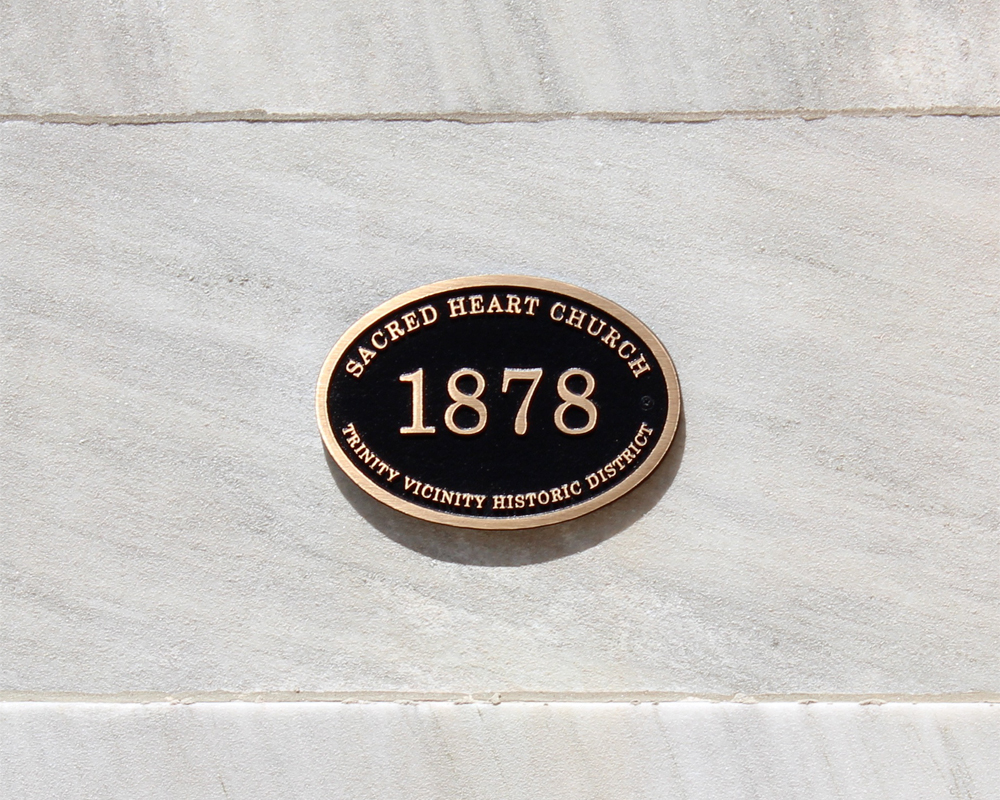 SACRED HEART CHURCH
1878
TRINITY VICINITY HISTORIC DISTRICT